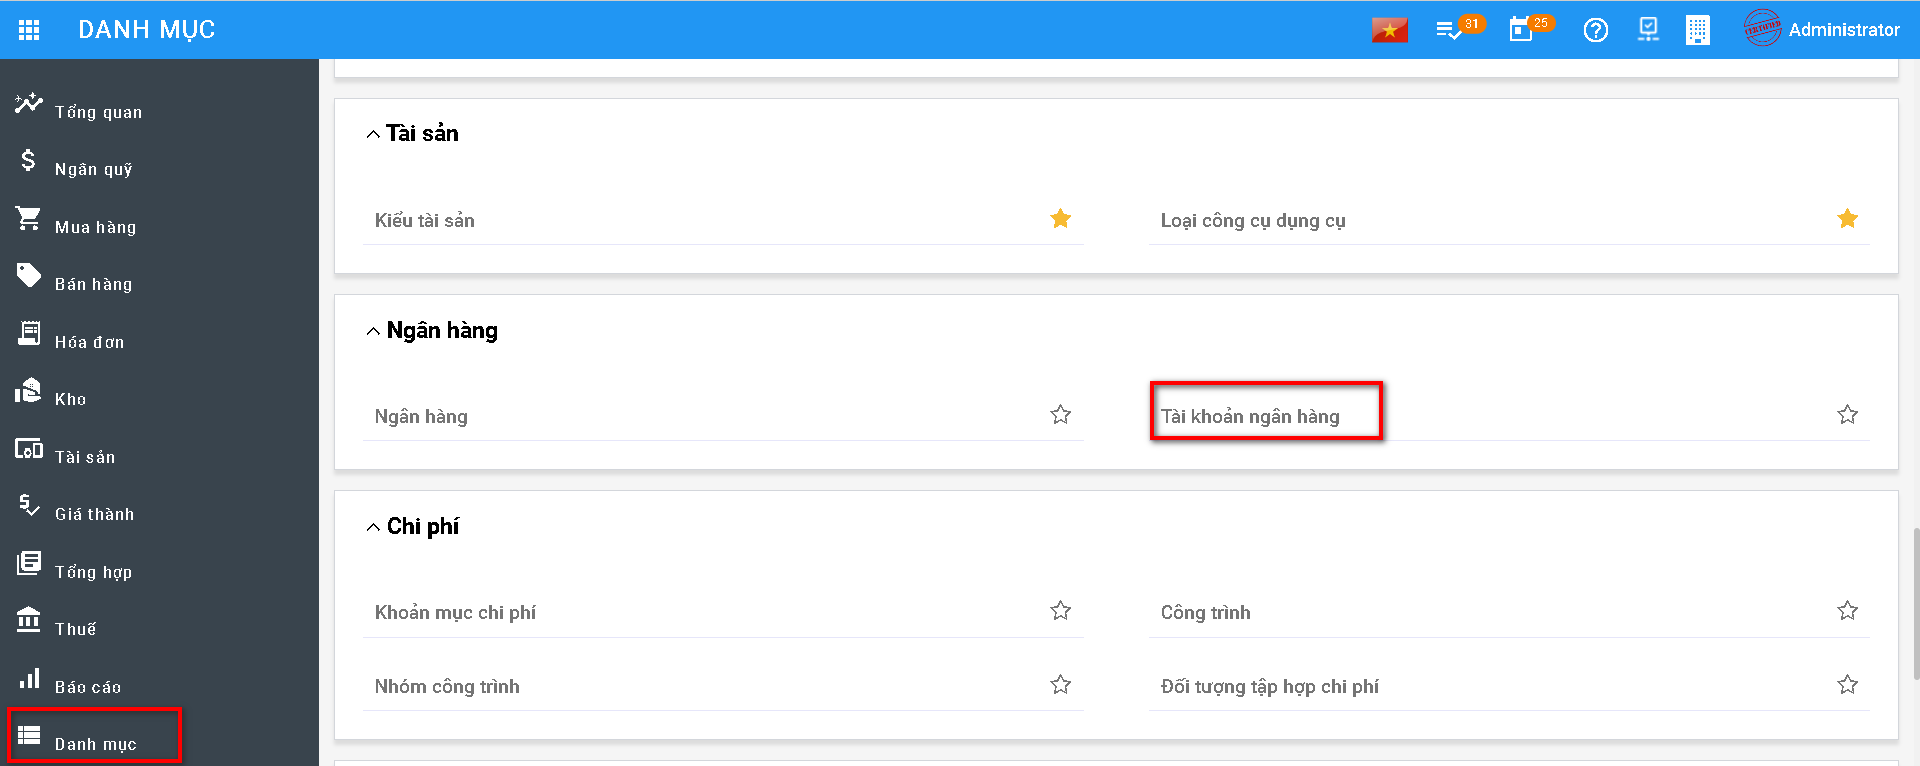 DANH MỤC
31
25
Administrator
Tổng quan
Ngân quỹ
Mua hàng
Bán hàng
Hóa đơn
Kho
Tài sản
Giá thành
Tổng hợp
Thuế
Báo cáo
Danh mục
Tài sản
Kiểu tài sản
Loại công cụ dụng cụ
Ngân hàng
Ngân hàng
Tài khoản ngân hàng
Chi phí
Khoản mục chi phí
Công trình
Nhóm công trình
Đối tượng tập hợp chi phí